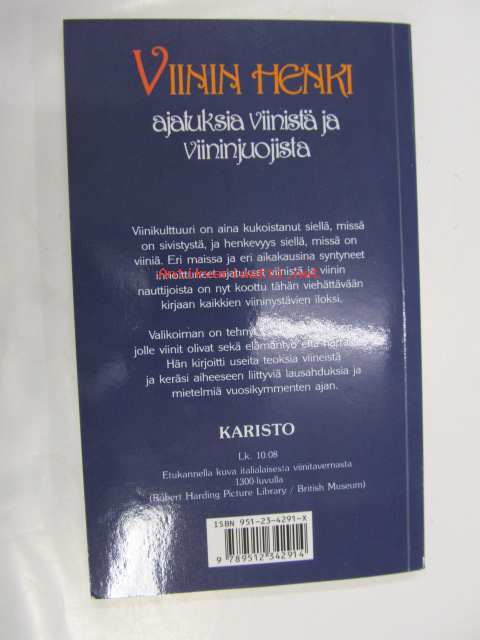 VIININ HENKI
ajatuksia viinistä ja
viininjuojista
Viinikulttuuri on aina kukoistanut siellä, missä
on sivistystä, ja henkevyys siellä, missä on
viiniä. Eri maissa ja eri aikakausina syntyneet
innoittuneet ajatukset viinistä ja viinin
nauttijoista on nyt koottu tähän viehättävään
kirjaan kaikkien viininystävien iloksi.
Valikoiman on tehnyt
jolle viinit olivat sekä elämäntyö että
Hän kirjoitti useita teoksia viineistä
ja keräsi aiheeseen liittyviä lausahduksia ja
mietelmiä vuosikymmenten ajan.
KARISTO
Lk. 10.08
Etukannella kuva italialaisesta viinitavernasta
1300-luvulla
(Robert Harding Picture Library / British Museum)
ISBN 951-23-4291-X
9 789512 342914